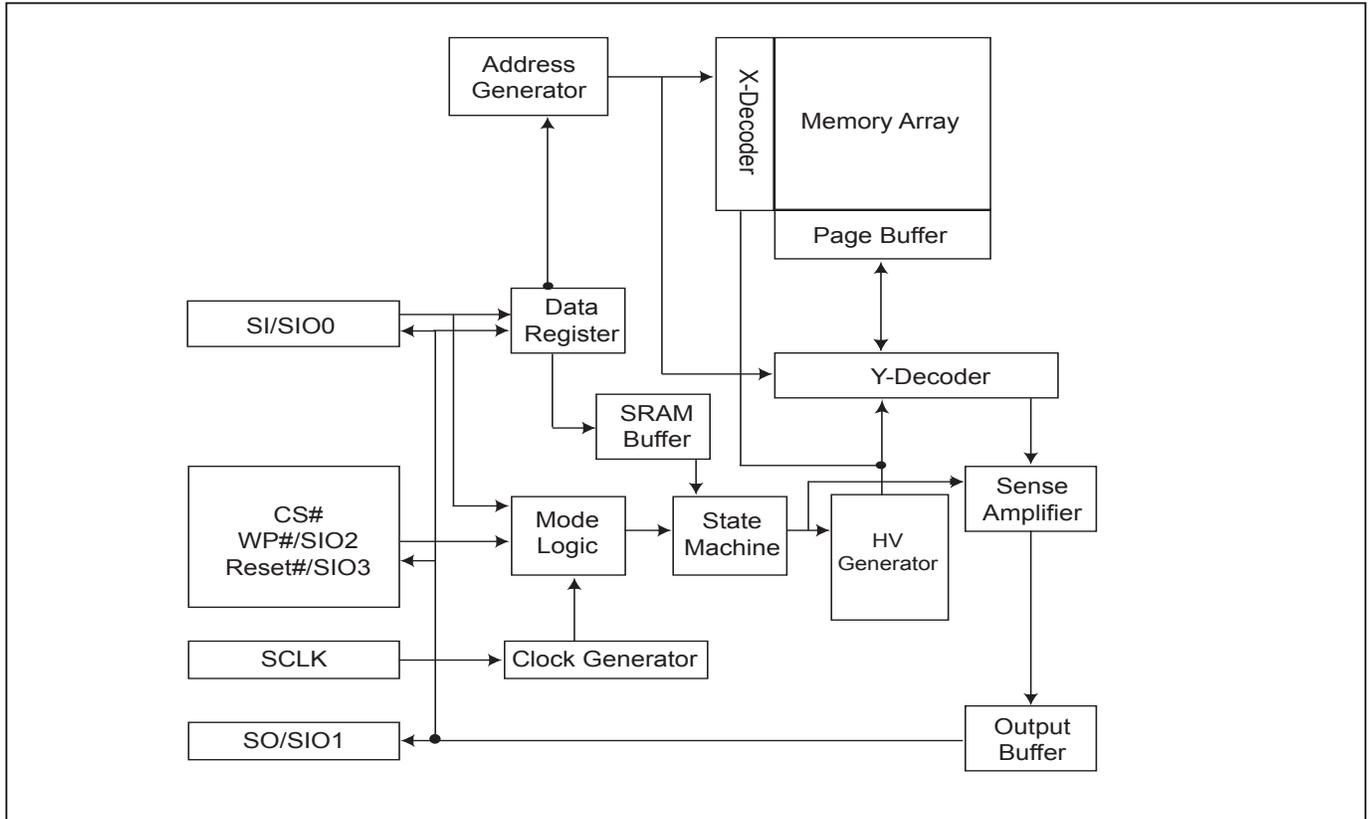 Address
Generator
X-Decoder
Memory Array
Page Buffer
SI/SIO0
Data
Register
Y-Decoder
SRAM
Buffer
CS#
WP#/SIO2
Reset#/SIO3
Mode
Logic
State
Machine
HV
Generator
Sense
Amplifier
SCLK
Clock Generator
SO/SIO1
Output
Buffer